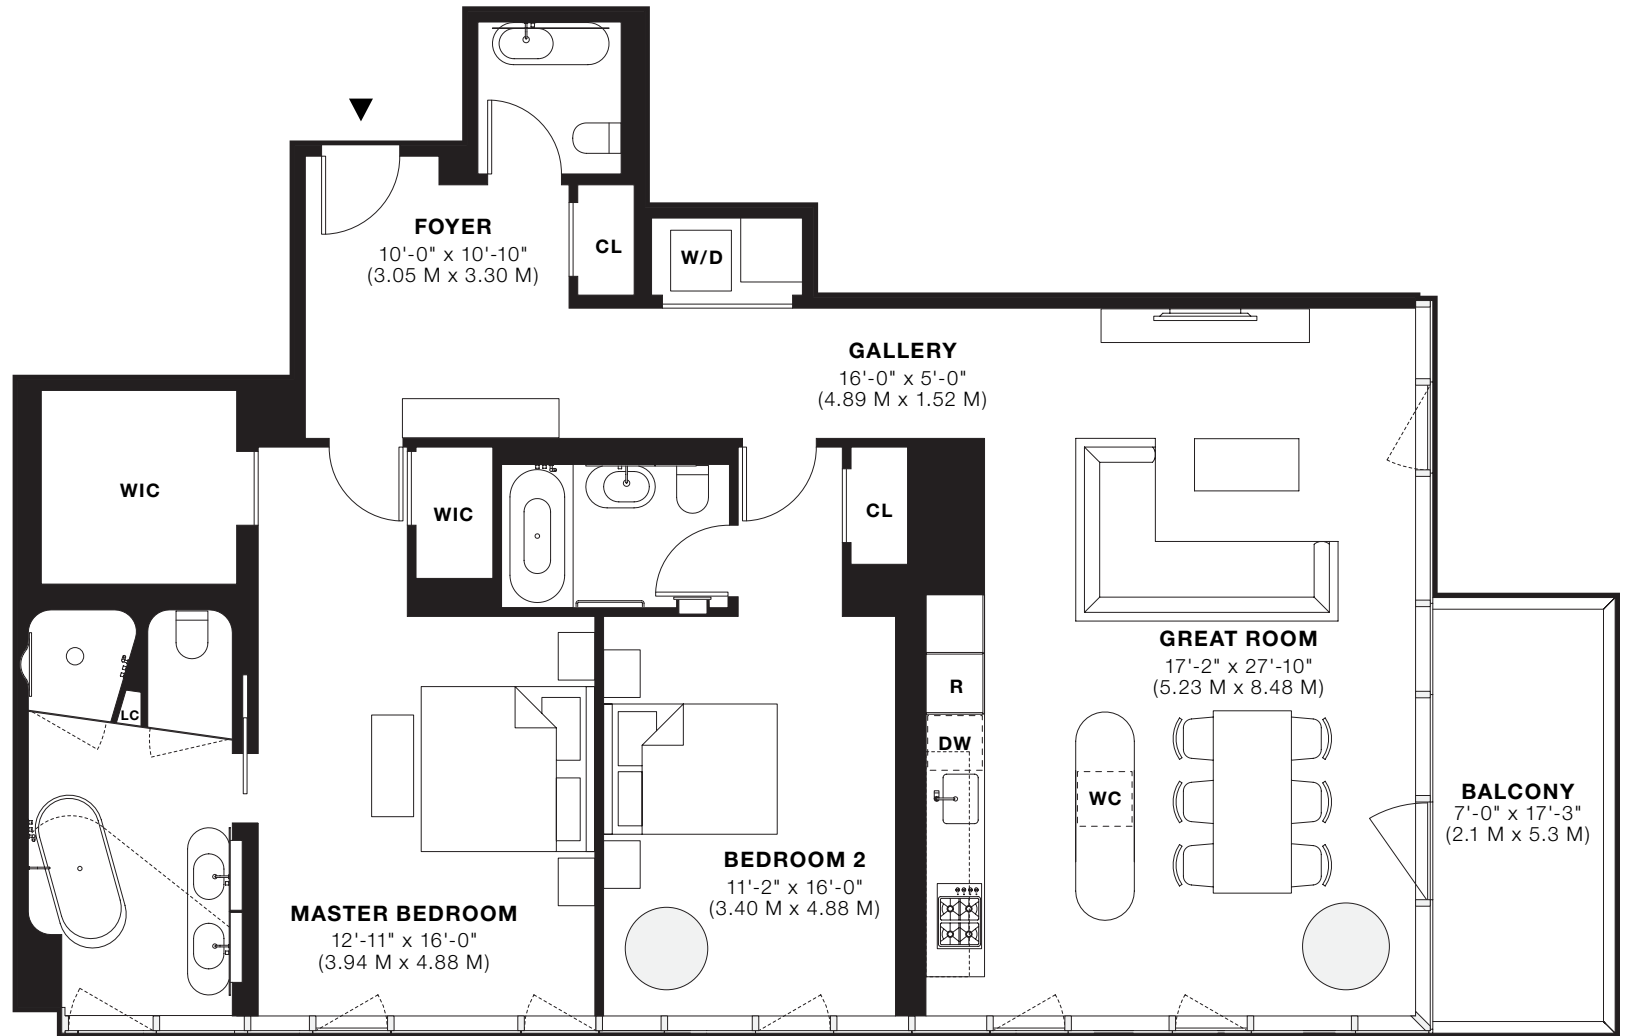 FOYER
10'-0" x 10'-10"
(3.05 M x 3.30 M)
CL
W/D
GALLERY
16'-0" x 5'-0"
(4.89 M x 1.52 M)
WIC
WIC
CL
GREAT ROOM
17'-2" x 27'-10"
(5.23 M x 8.48 M)
R
LC
DW
WC
BALCONY
7'-0" x 17'-3"
(2.1 M x 5.3 M)
BEDROOM 2
11'-2" x 16'-0"
(3.40 M x 4.88 M)
MASTER BEDROOM
12'-11" x 16'-0"
(3.94 M x 4.88 M)